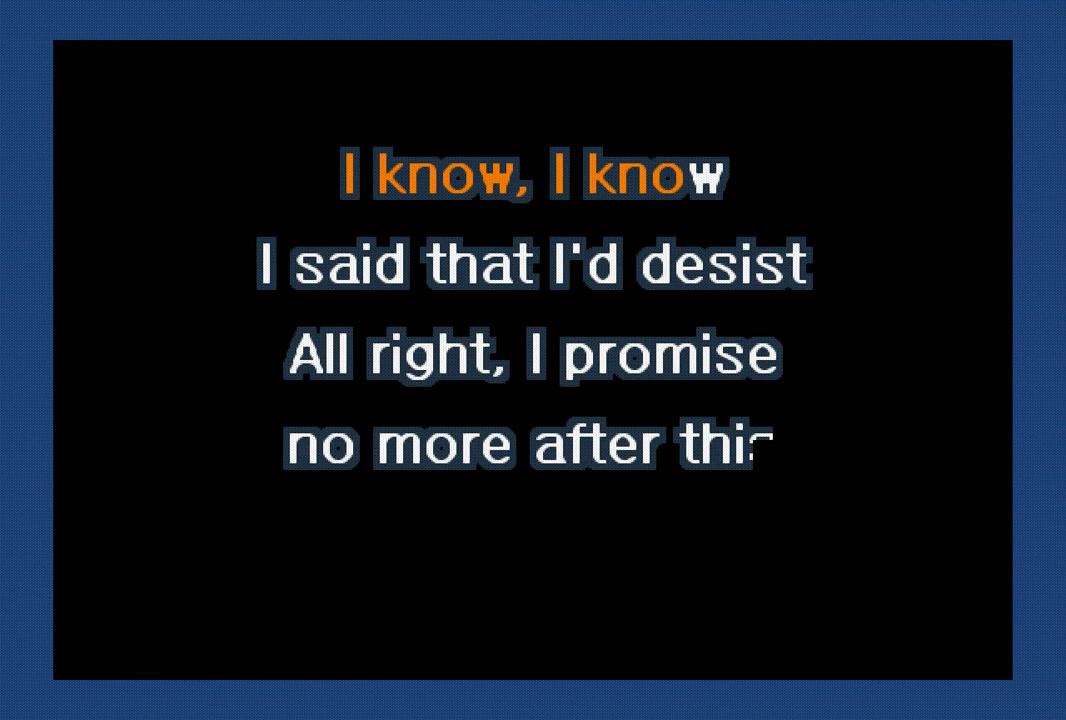 I know, I know
I said that I'd desist
All right, I promise
no more after this